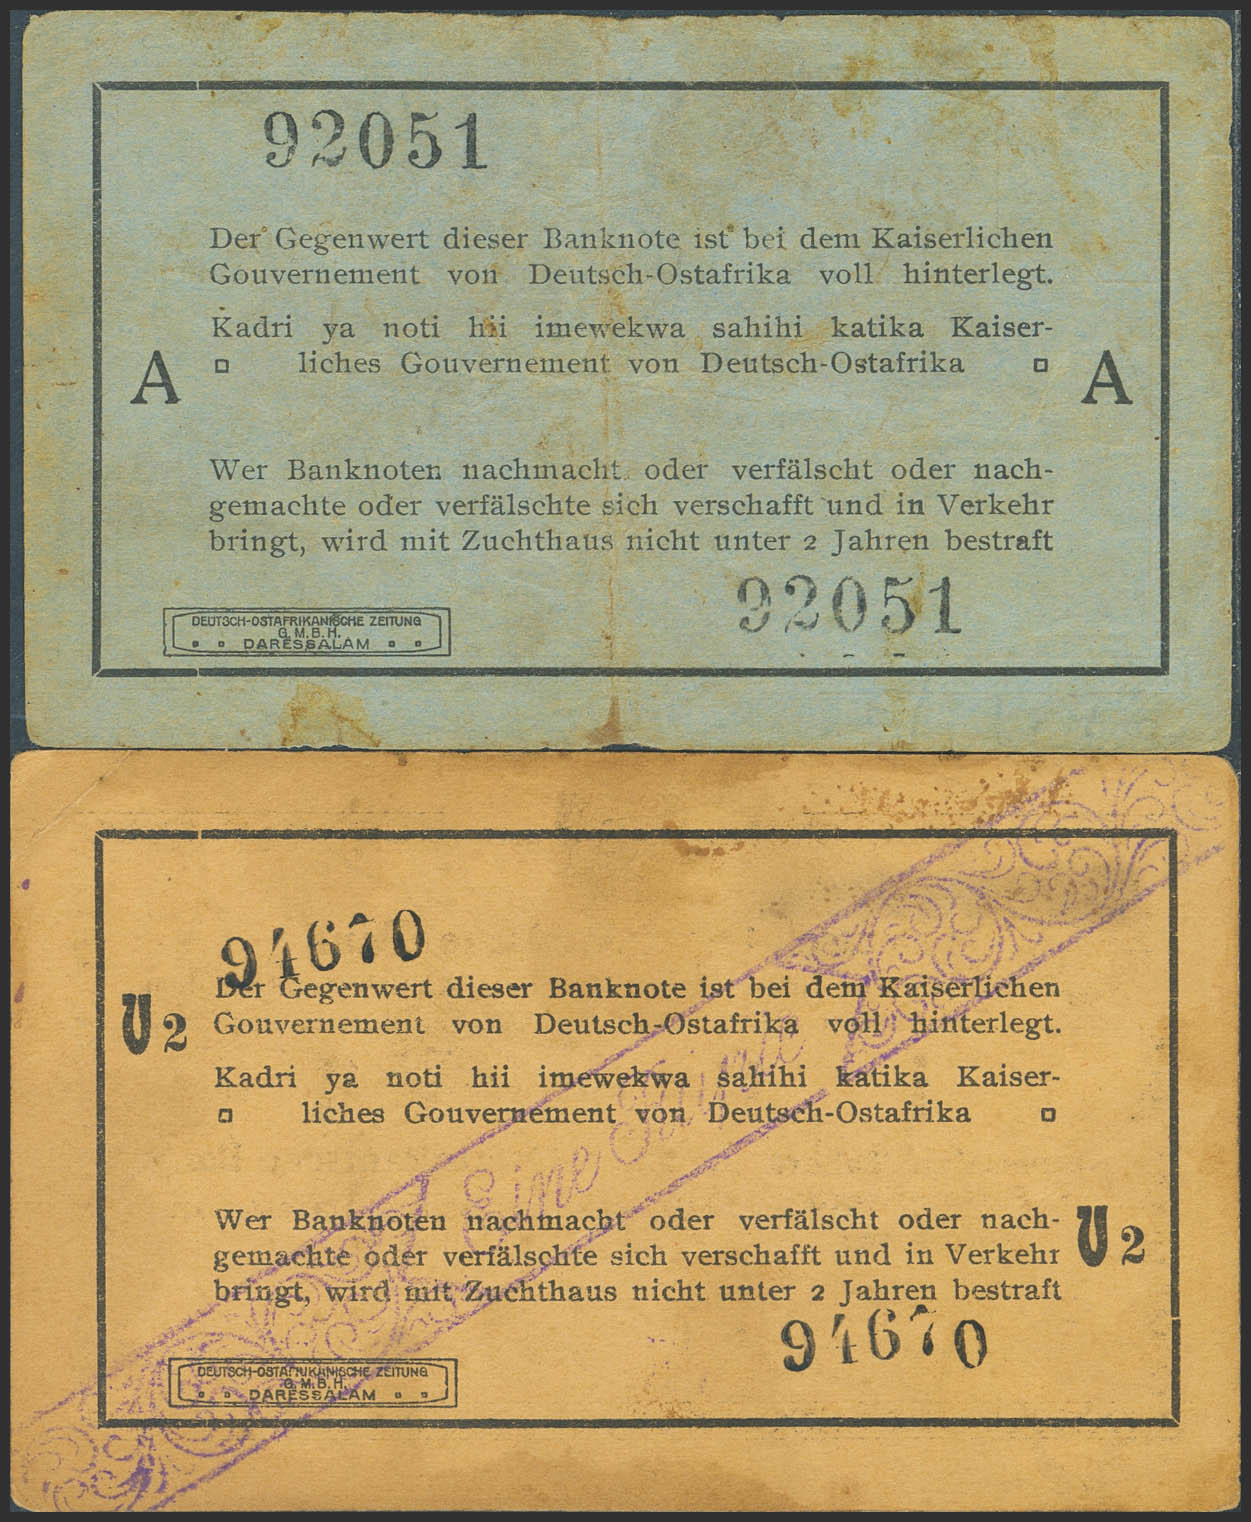 92051
Der Gegenwert dieser Banknote ist bei dem Kaiserlichen
Gouvernement von Deutsch-Ostafrika voll hinterlegt.
Kadri ya noti hii imewekwa sahihi katika Kaiser-
liches Gouvernement von Deutsch-Ostafrika
A
A
Wer Banknoten nachmacht oder verfälscht oder nach-
gemachte oder verfälschte sich verschafft und in Verkehr
bringt, wird mit Zuchthaus nicht unter 2 Jahren bestraft
92051
DEUTSCH-OSTAFRIKANISCHE ZEITUNG
G.M.B.H.
DARESSALAM
94670
Der Gegenwert dieser Banknote ist bei dem Kaiserlichen
U2
Gouvernement von Deutsch-Ostafrika voll hinterlegt.
Kadri ya noti hii imewekwa sahihi katika Kaiser-
liches Gouvernement von Deutsch-Ostafrika
Eine Rupie
Wer Banknoten nachmacht oder verfälscht oder nach-
U2
gemachte oder verfälschte sich verschafft und in Verkehr
bringt, wird mit Zuchthaus nicht unter 2 Jahren bestraft
94670
DEUTSCH-OSTAFRIKANISCHE ZEITUNG
G.M.B.H.
DARESSALAM